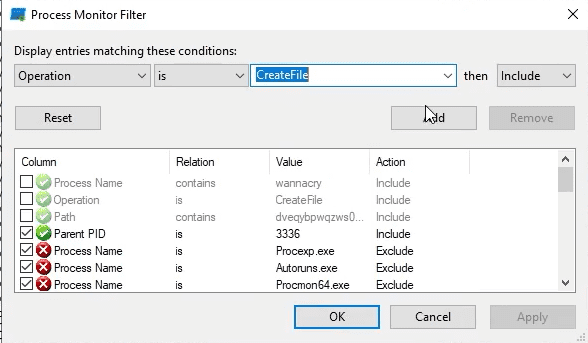 Process Monitor Filter
Display entries matching these conditions:
Operation is CreateFile then Include
Reset Add Remove
Column Relation Value Action
Process Name contains wannacry Include
Operation is CreateFile Include
Path contains dveqybpwqzws0... Include
Parent PID is 3336 Include
Process Name is Procexp.exe Exclude
Process Name is Autoruns.exe Exclude
Process Name is Procmon64.exe Exclude
OK Cancel Apply